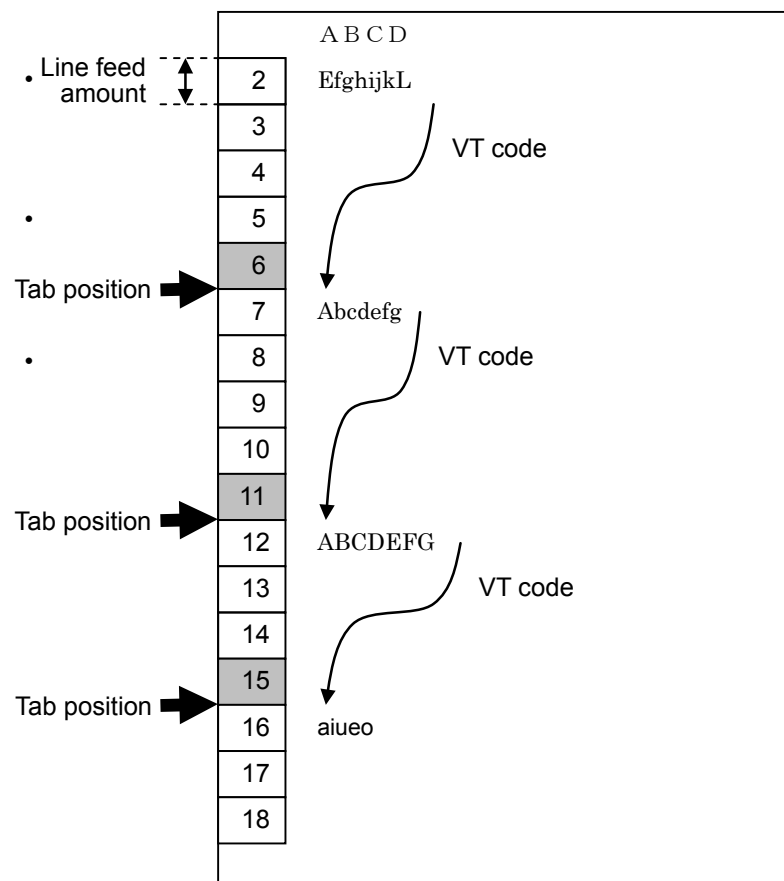 A B C D
Line feed
amount
2
EfghijkL
3
VT code
4
5
6
Tab position
7
Abcdefg
8
VT code
9
10
11
Tab position
12
ABCDEFG
13
VT code
14
15
Tab position
16
aiueo
17
18